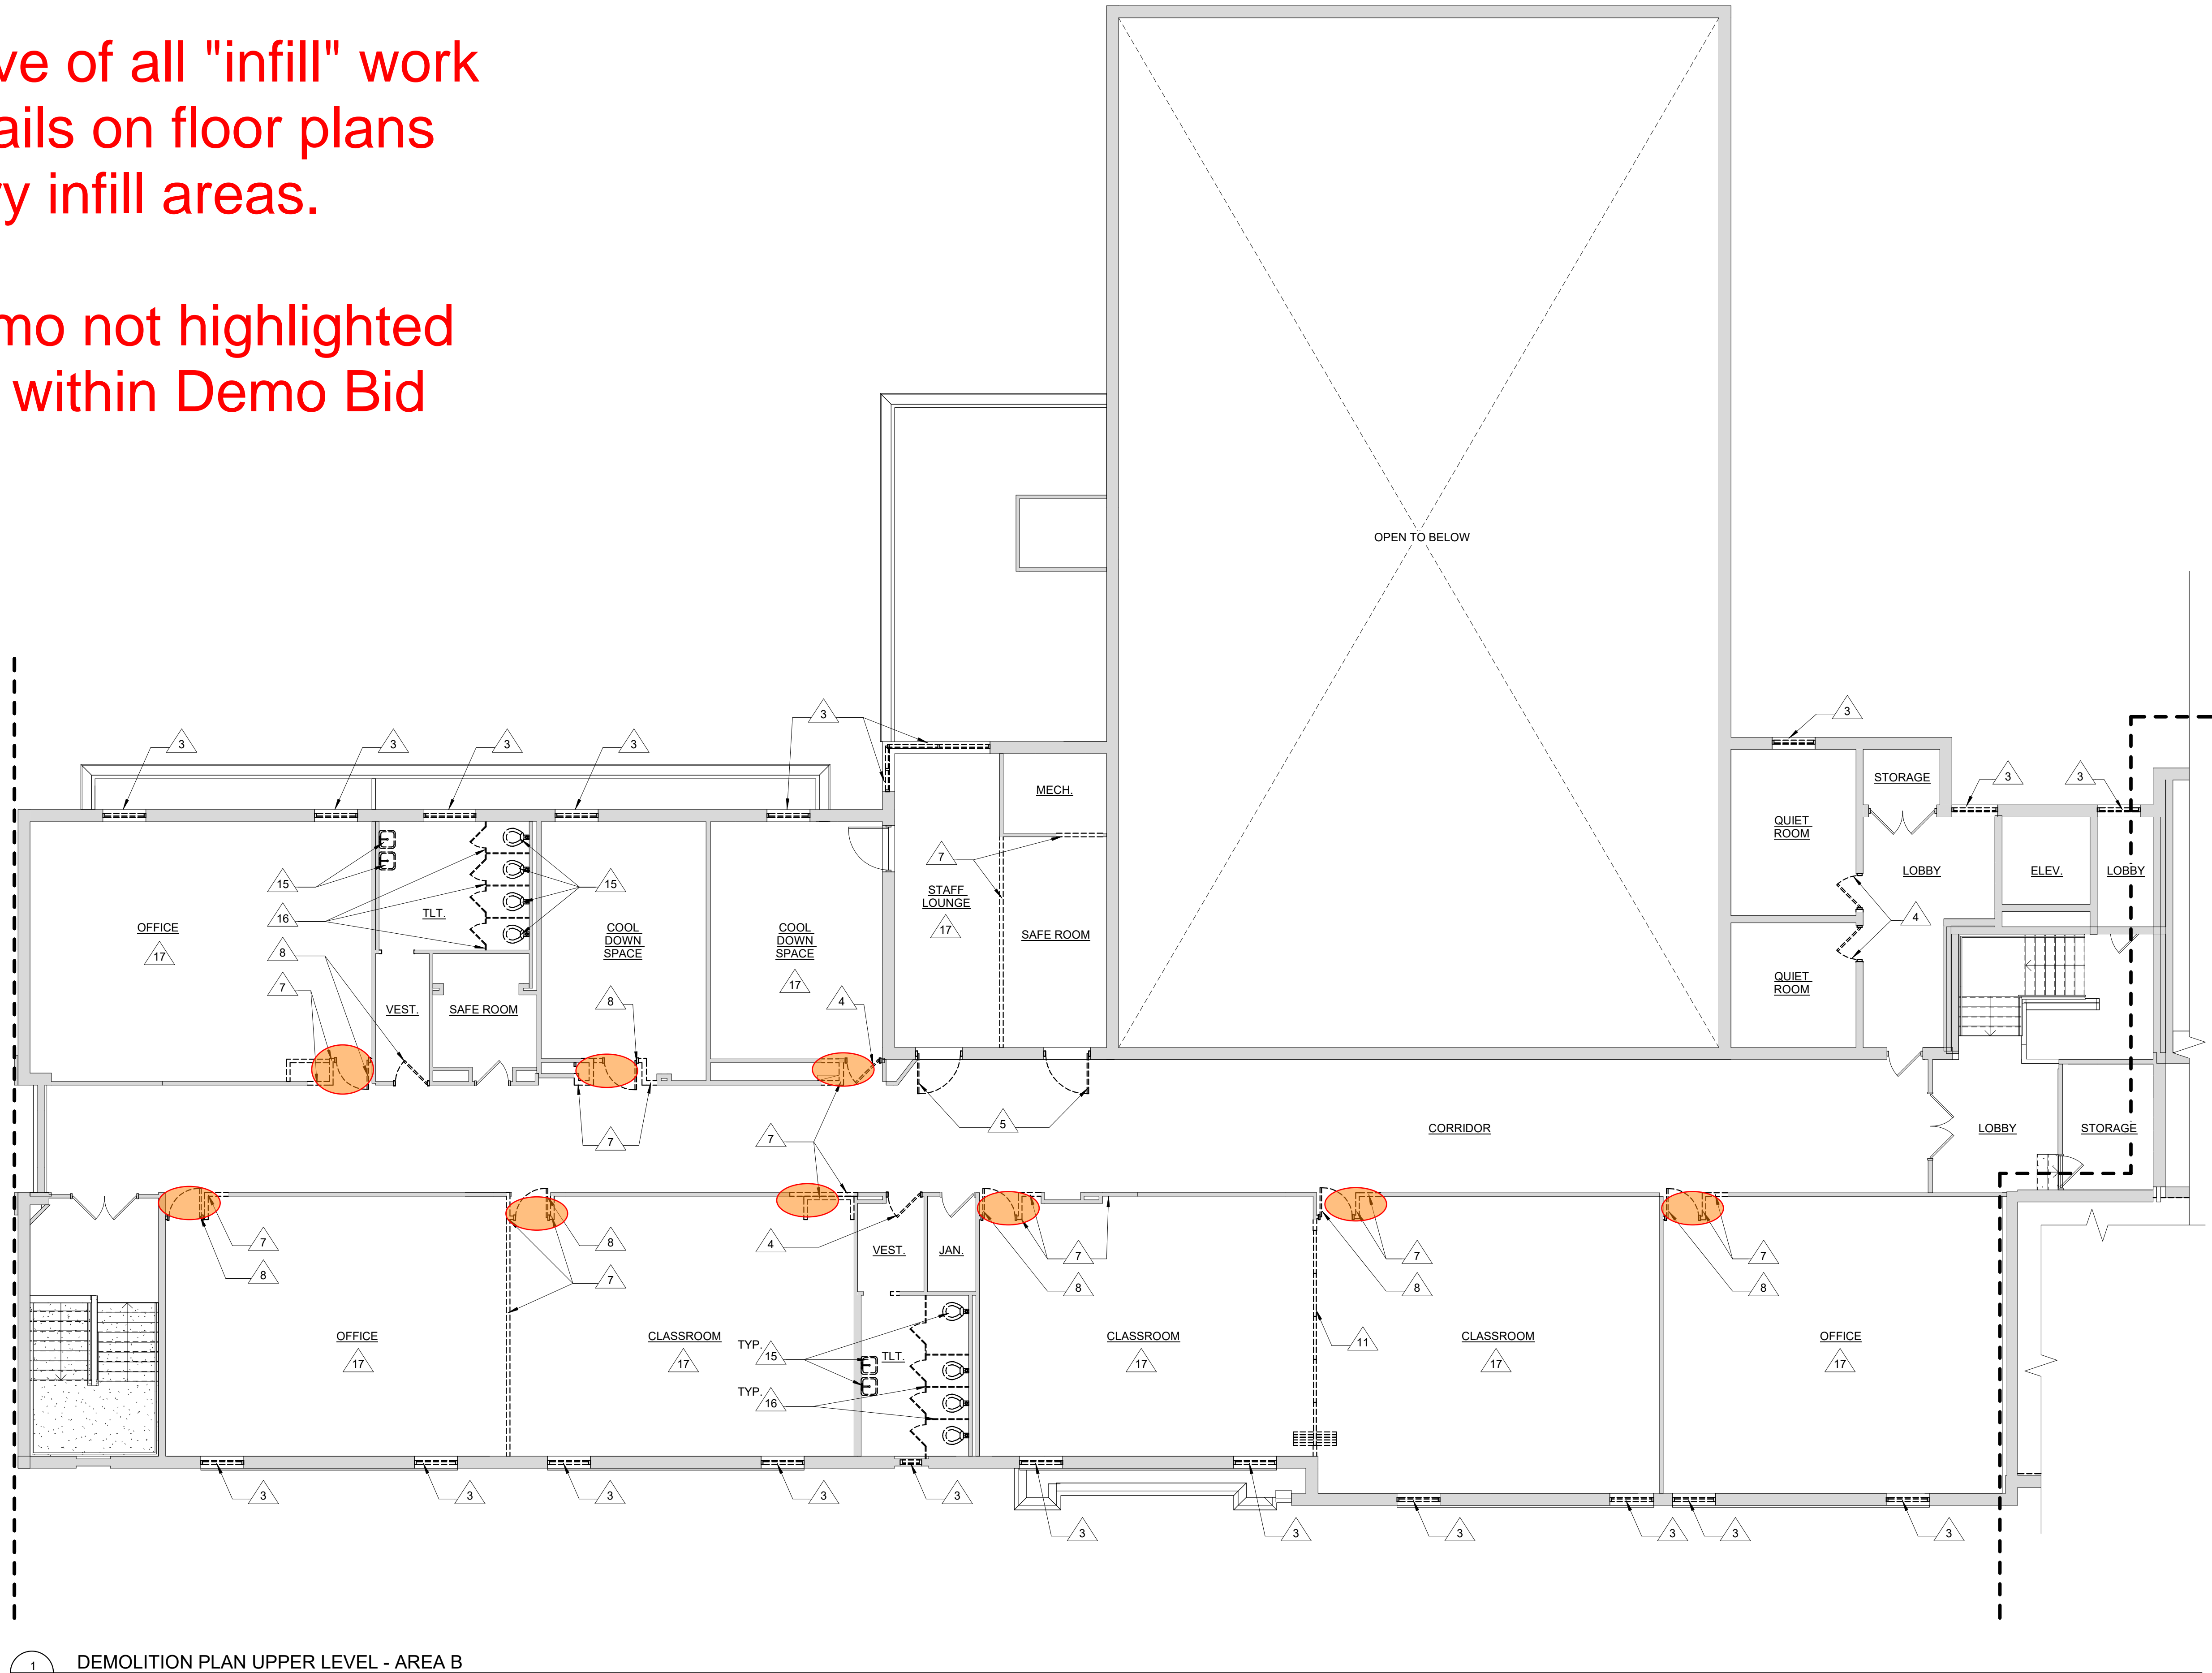 ve of all "infill" work
ails on floor plans
y infill areas.
mo not highlighted
within Demo Bid
OPEN TO BELOW
3
3
3
3
3
3
3
3
STORAGE
MECH.
QUIET
ROOM
7
15
15
STAFF
LOUNGE
17
LOBBY
ELEV.
LOBBY
16
TLT.
OFFICE
17
COOL
DOWN
SPACE
COOL
DOWN
SPACE
17
SAFE ROOM
4
8
7
QUIET
ROOM
8
4
VEST.
SAFE ROOM
5
7
7
CORRIDOR
LOBBY
STORAGE
7
8
8
7
4
VEST.
JAN.
7
8
7
8
7
8
OFFICE
17
CLASSROOM
17
TYP.
15
TLT.
TYP.
16
CLASSROOM
17
11
CLASSROOM
17
OFFICE
17
3
3
3
3
3
3
3
3
3
3
3
1
DEMOLITION PLAN UPPER LEVEL - AREA B